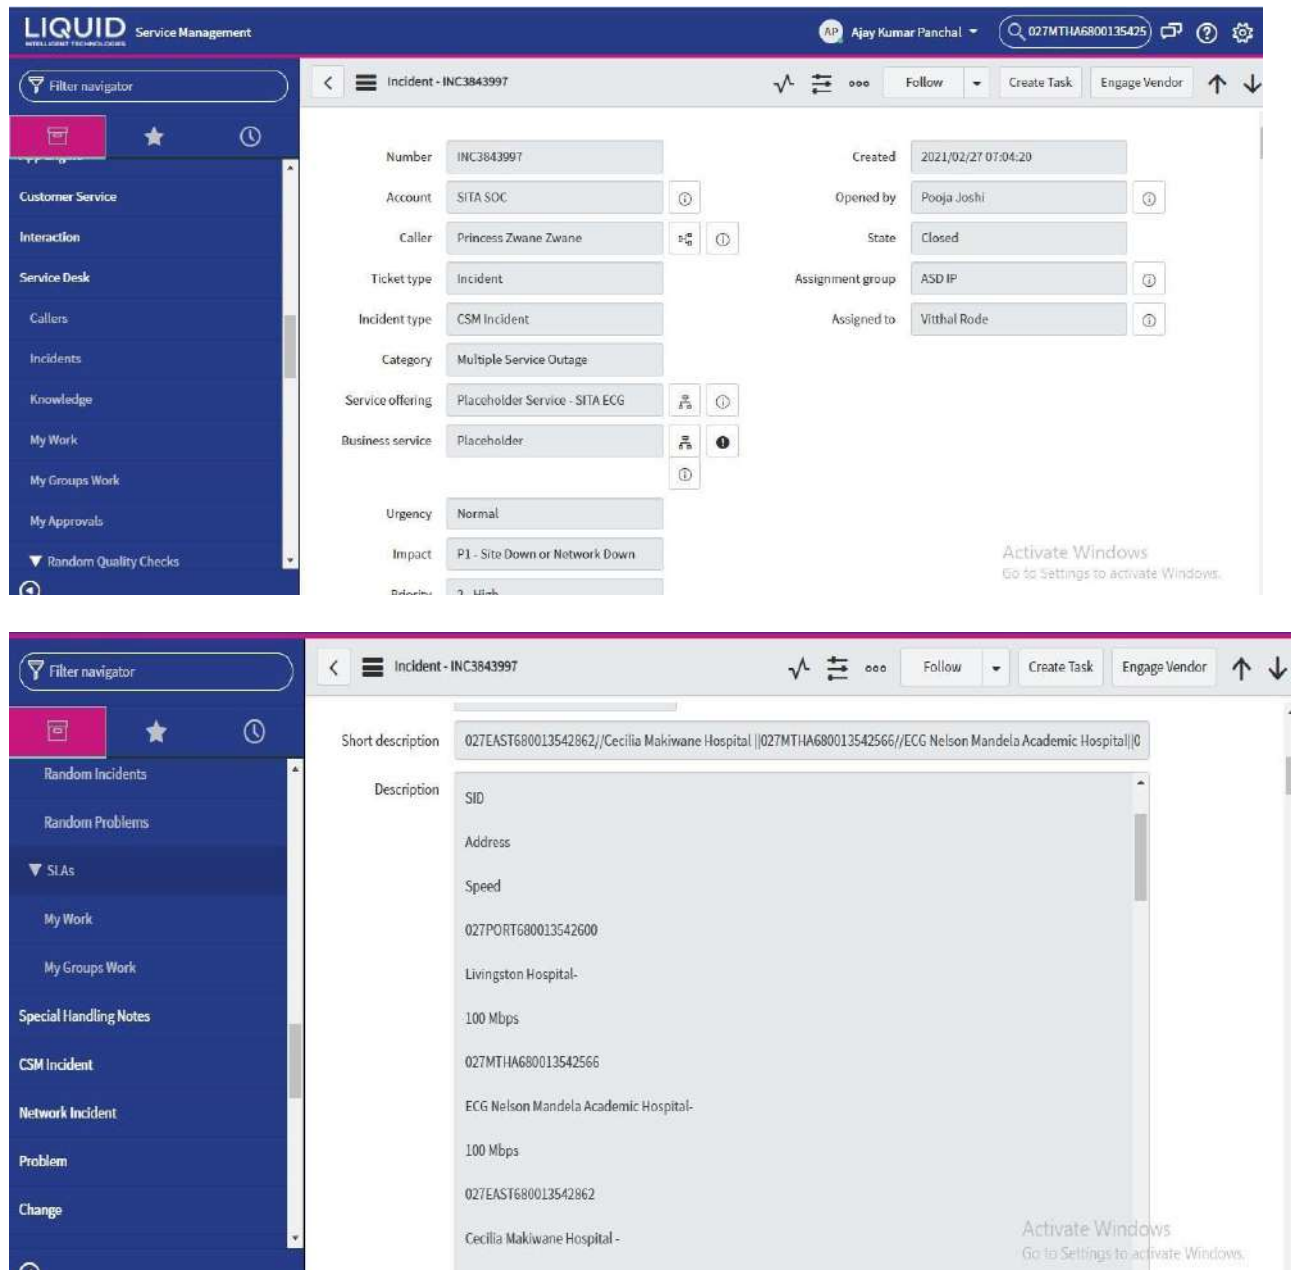 LIQUID Service Management
INTELLIGENT TECHNOLOGIES
AP Ajay Kumar Panchal
027MTHA6800135425
Filter navigator
Incident - INC3843997
Follow
Create Task
Engage Vendor
Customer Service
Interaction
Service Desk
Callers
Incidents
Knowledge
My Work
My Groups Work
My Approvals
Random Quality Checks
Number INC3843997
Account SITA SOC
Caller Princess Zwane Zwane
Ticket type Incident
Incident type CSM Incident
Category Multiple Service Outage
Service offering Placeholder Service - SITA ECG
Business service Placeholder
Urgency Normal
Impact P1 - Site Down or Network Down
Priority 2 - High
Created 2021/02/27 07:04:20
Opened by Pooja Joshi
State Closed
Assignment group ASD IP
Assigned to Vitthal Rode
Activate Windows
Go to Settings to activate Windows.
Filter navigator
Incident - INC3843997
Follow
Create Task
Engage Vendor
Random Incidents
Random Problems
SLAs
My Work
My Groups Work
Special Handling Notes
CSM Incident
Network Incident
Problem
Change
Short description 027EAST680013542862//Cecilia Makiwane Hospital ||027MTHA680013542566//ECG Nelson Mandela Academic Hospital||0
Description
SID
Address
Speed
027PORT680013542600
Livingston Hospital-
100 Mbps
027MTHA680013542566
ECG Nelson Mandela Academic Hospital-
100 Mbps
027EAST680013542862
Cecilia Makiwane Hospital -
Activate Windows
Go to Settings to activate Windows.